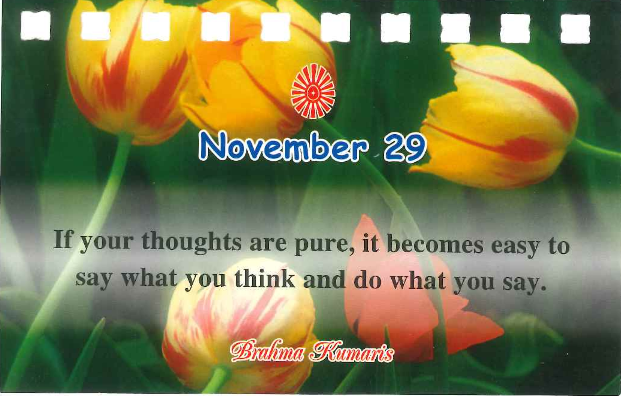 November 29
If your thoughts are pure, it becomes easy to
say what you think and do what you say.
Brahma Kumaris